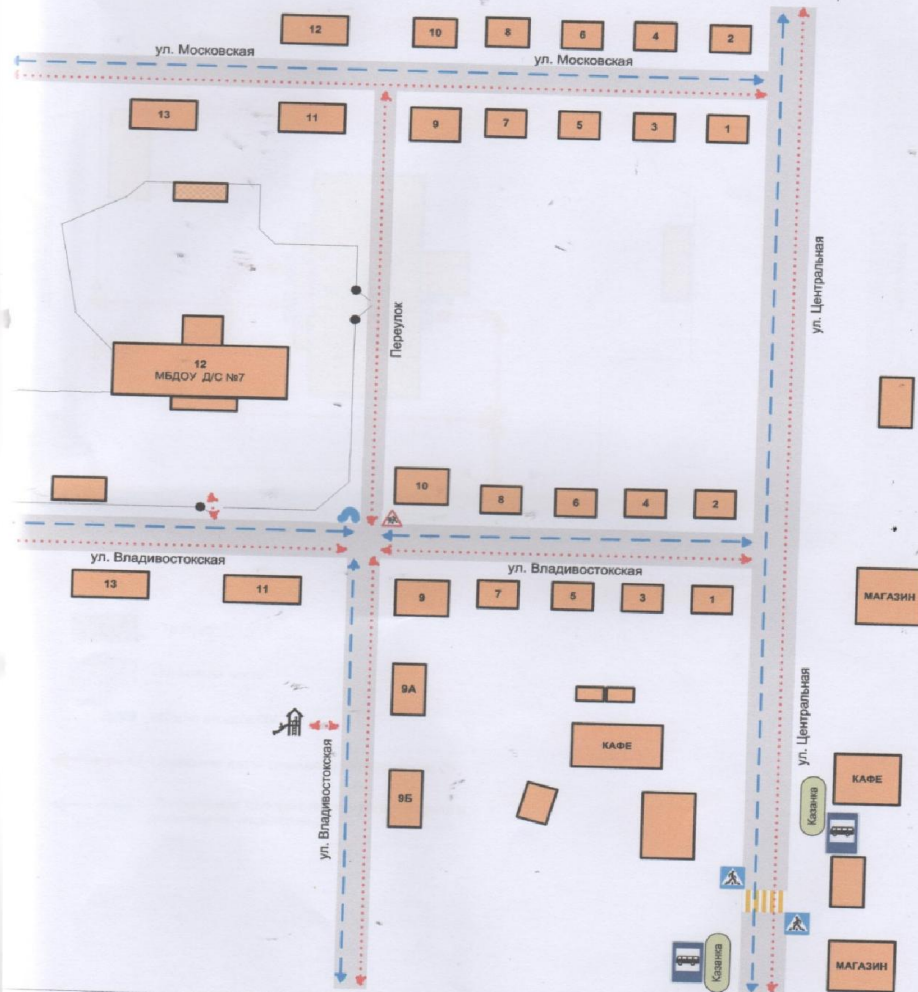 12
10
8
6
4
2
ул. Московская
ул. Московская
13
11
9
7
5
3
1
ул. Центральная
Переулок
12
МБДОУ Д/С №7
10
8
6
4
2
ул. Владивостокская
ул. Владивостокская
13
11
9
7
5
3
1
МАГАЗИН
9А
ул. Центральная
КАФЕ
КАФЕ
9Б
ул. Владивостокская
Казанка
Казанка
МАГАЗИН